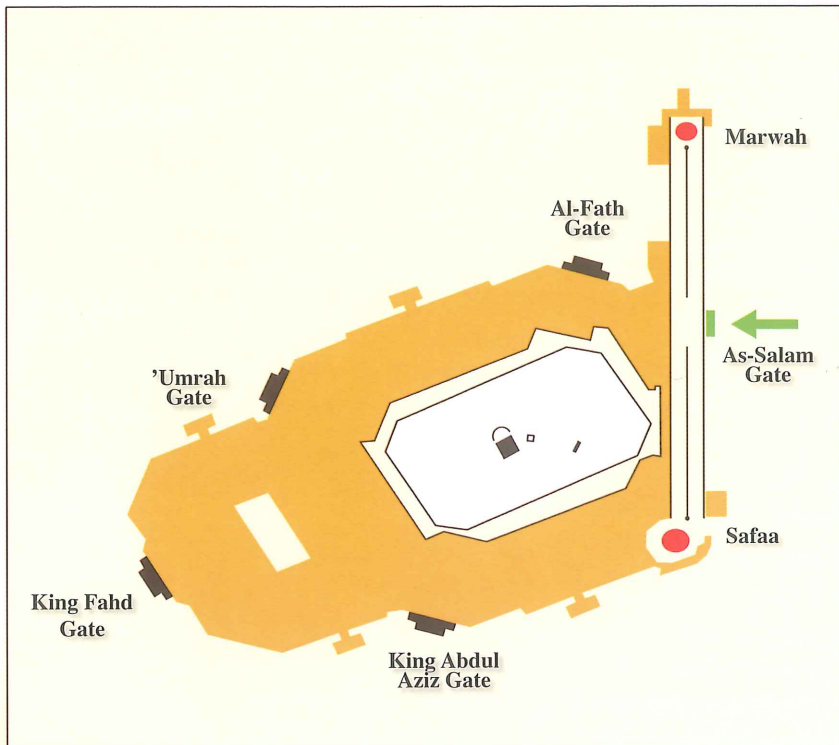 Marwah
Al-Fath
Gate
As-Salam
Gate
’Umrah
Gate
Safaa
King Fahd
Gate
King Abdul
Aziz Gate